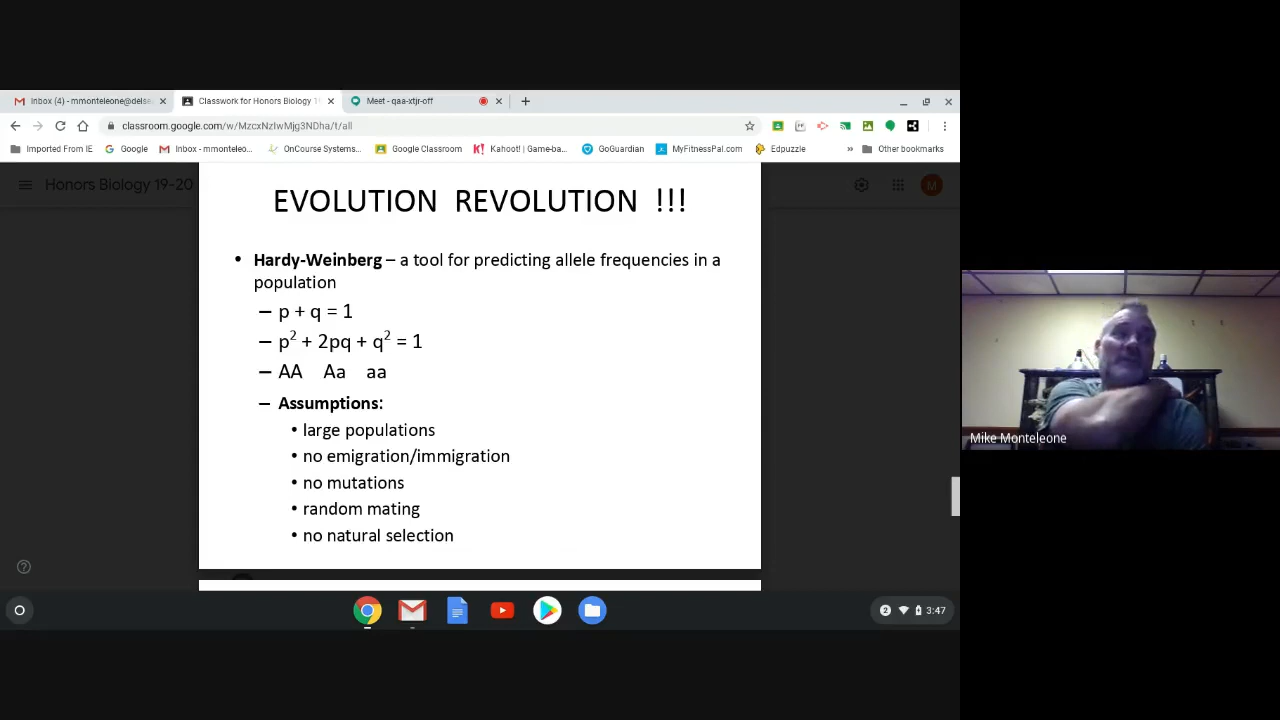 Inbox (4) - mmonteleone@delse
Classwork for Honors Biology 1
Meet - qaa-xtjr-off
classroom.google.com/w/MzcxNzIwMjg3NDha/t/all
Imported From IE
Google
Inbox - mmonteleo...
OnCourse Systems...
Google Classroom
Kahoot! | Game-ba...
GoGuardian
MyFitnessPal.com
Edpuzzle
»
Other bookmarks
Honors Biology 19-20
M
EVOLUTION REVOLUTION !!!
• Hardy-Weinberg – a tool for predicting allele frequencies in a
population
– p + q = 1
– p² + 2pq + q² = 1
– AA Aa aa
– Assumptions:
• large populations
• no emigration/immigration
• no mutations
• random mating
• no natural selection
Mike Monteleone
2
3:47